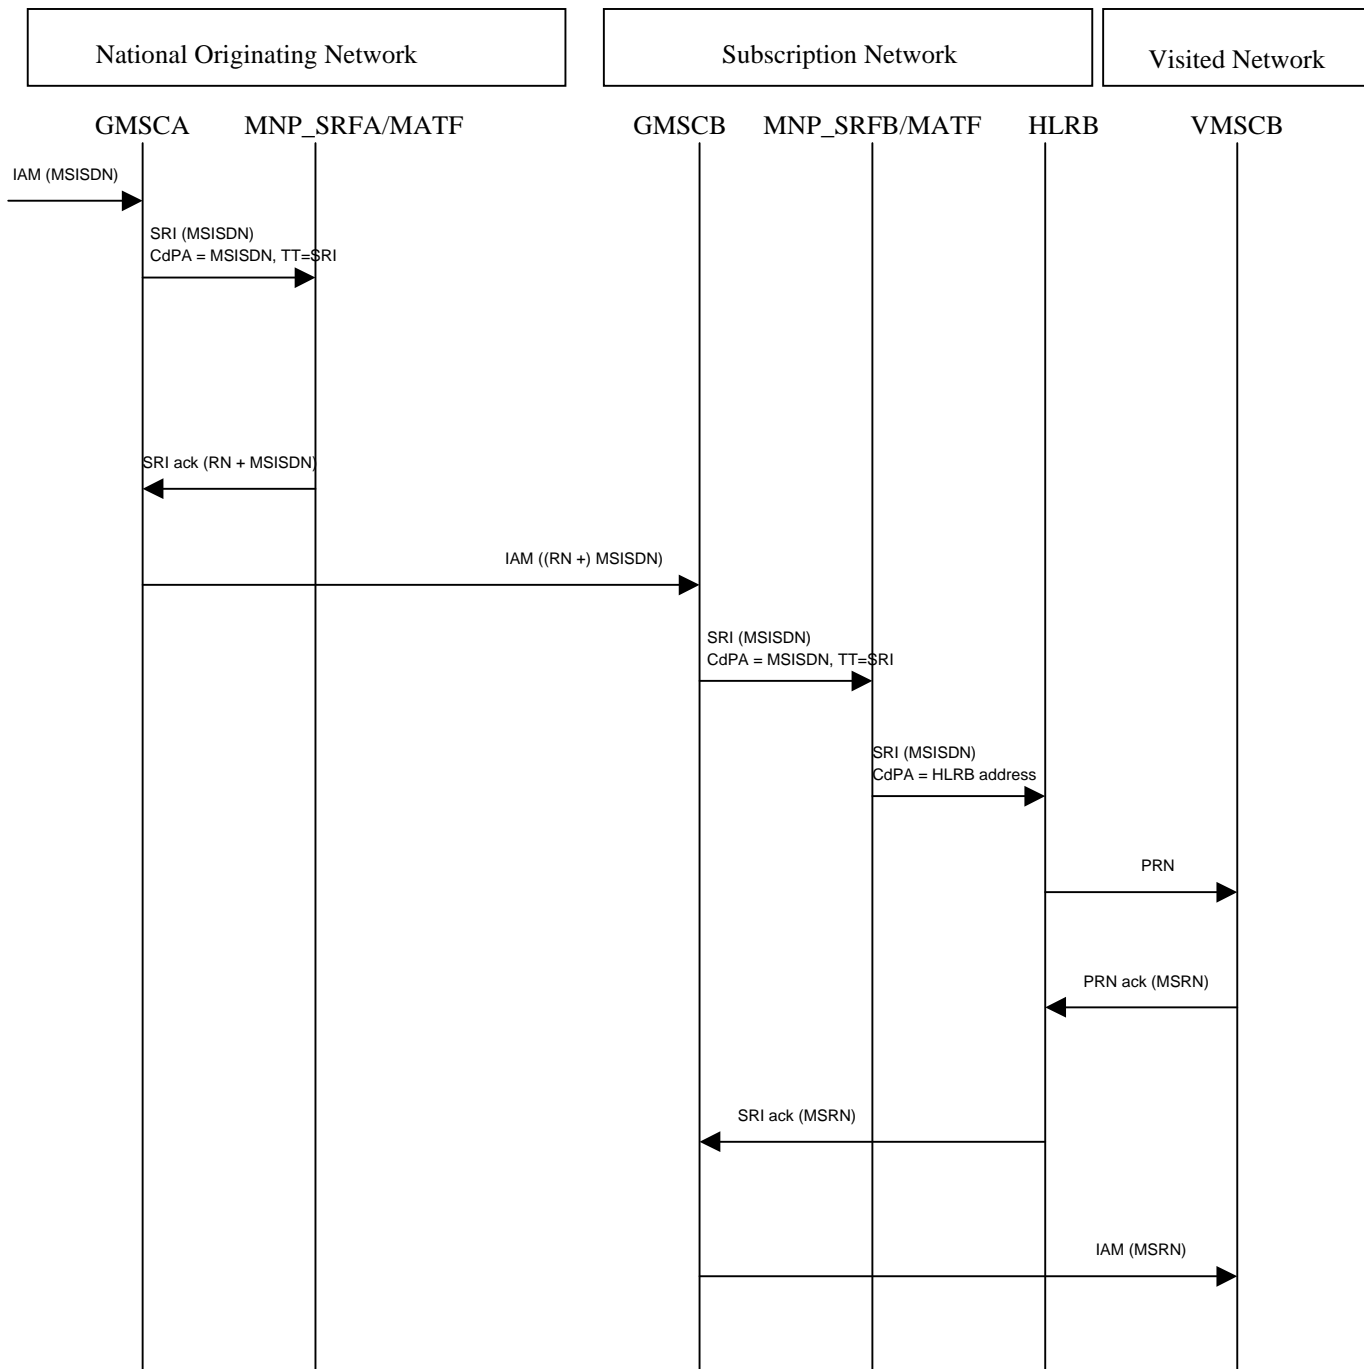 National Originating Network
Subscription Network
Visited Network
GMSCA
MNP_SRFA/MATF
GMSCB
MNP_SRFB/MATF
HLRB
VMSCB
IAM (MSISDN)
SRI (MSISDN)
CdPA = MSISDN, TT=SRI
SRI ack (RN + MSISDN)
IAM ((RN +) MSISDN)
SRI (MSISDN)
CdPA = MSISDN, TT=SRI
SRI (MSISDN)
CdPA = HLRB address
PRN
PRN ack (MSRN)
SRI ack (MSRN)
IAM (MSRN)